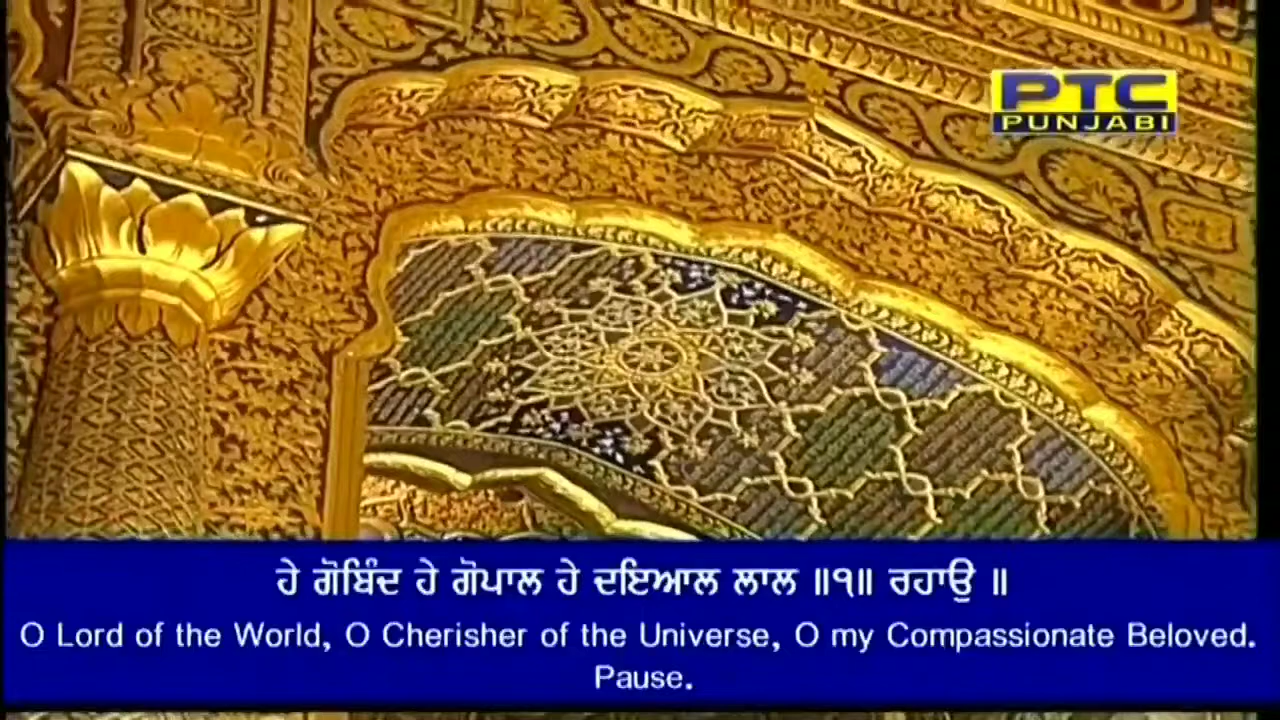 PTC
PUNJABI
ਹੇ ਗੋਬਿੰਦ ਹੇ ਗੋਪਾਲ ਹੇ ਦਇਆਲ ਲਾਲ ॥੧॥ ਰਹਾਉ ॥
O Lord of the World, O Cherisher of the Universe, O my Compassionate Beloved.
Pause.